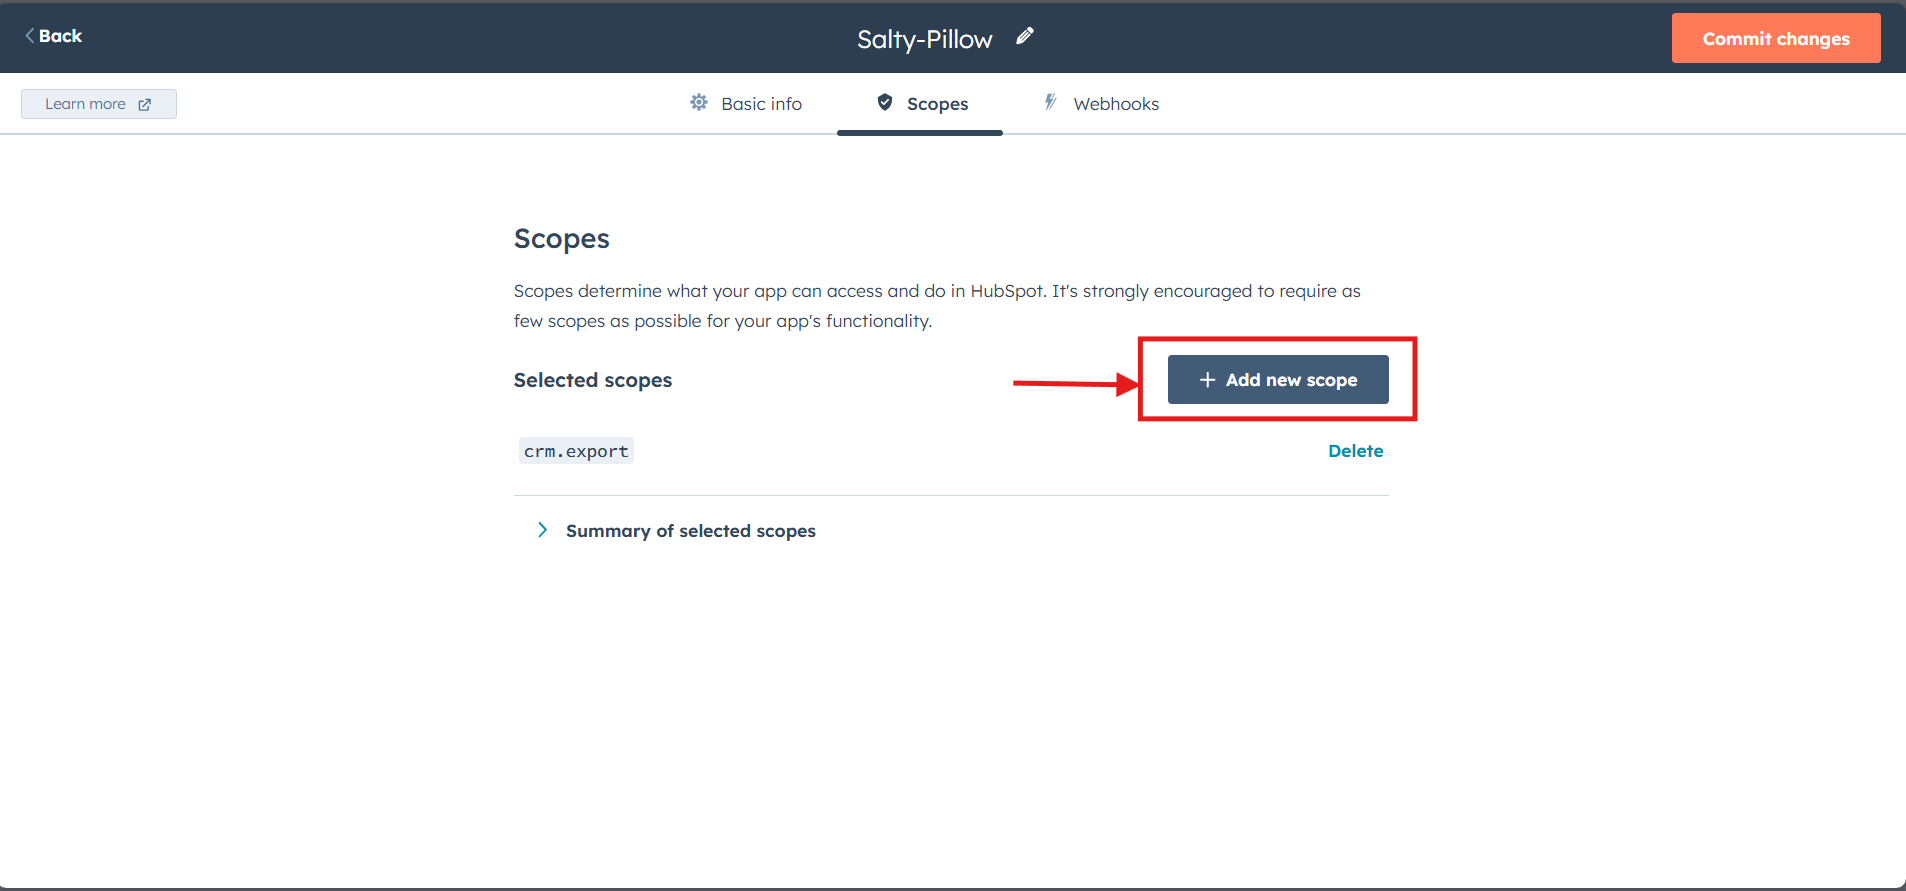 Back
Salty-Pillow
Commit changes
Learn more
Basic info
Scopes
Webhooks
Scopes
Scopes determine what your app can access and do in HubSpot. It's strongly encouraged to require as
few scopes as possible for your app's functionality.
Selected scopes
+ Add new scope
crm.export
Delete
Summary of selected scopes